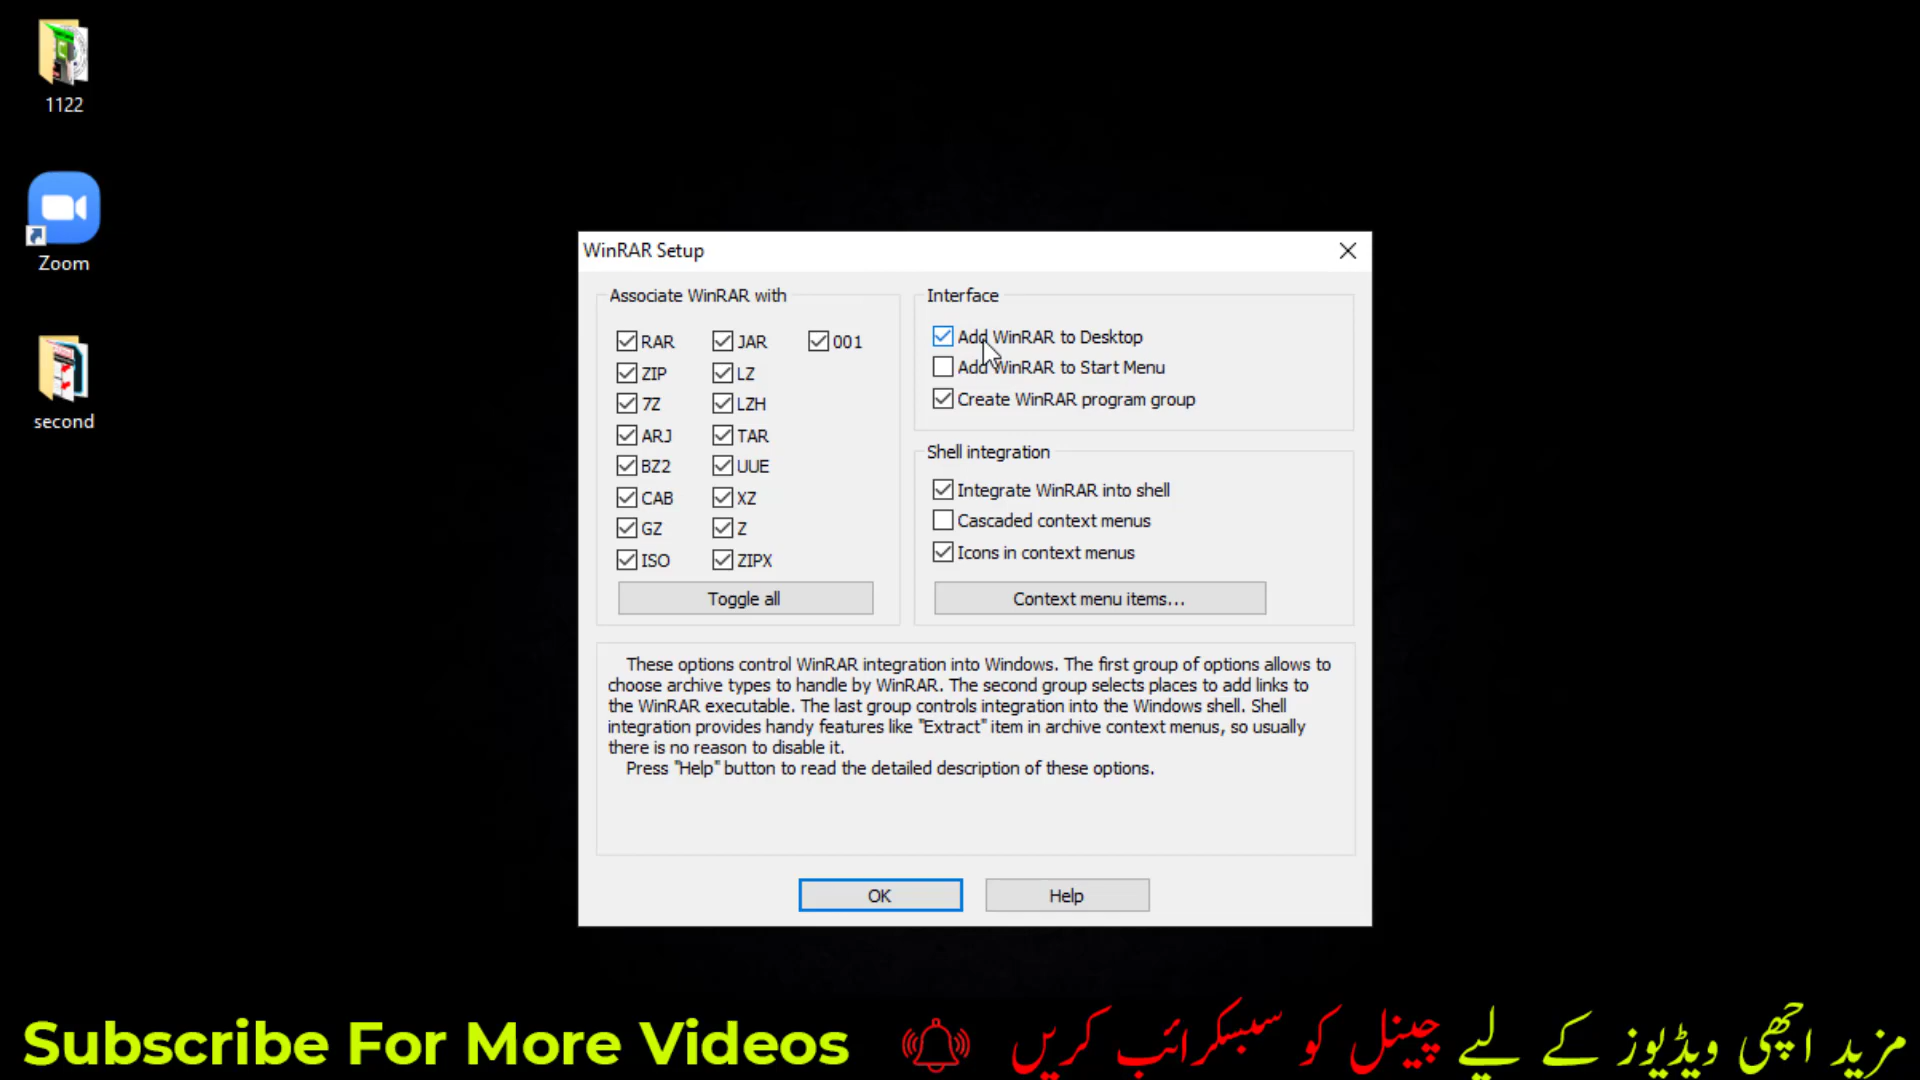 1122
Zoom
second
WinRAR Setup
Associate WinRAR with
RAR JAR 001
ZIP LZ
7Z LZH
ARJ TAR
BZ2 UUE
CAB XZ
GZ Z
ISO ZIPX
Toggle all
Interface
Add WinRAR to Desktop
Add WinRAR to Start Menu
Create WinRAR program group
Shell integration
Integrate WinRAR into shell
Cascaded context menus
Icons in context menus
Context menu items...
These options control WinRAR integration into Windows. The first group of options allows to
choose archive types to handle by WinRAR. The second group selects places to add links to
the WinRAR executable. The last group controls integration into the Windows shell. Shell
integration provides handy features like "Extract" item in archive context menus, so usually
there is no reason to disable it.
Press "Help" button to read the detailed description of these options.
OK Help
Subscribe For More Videos
مزید اچھی ویڈیوز کے لیے چینل کو سبسکرائب کریں